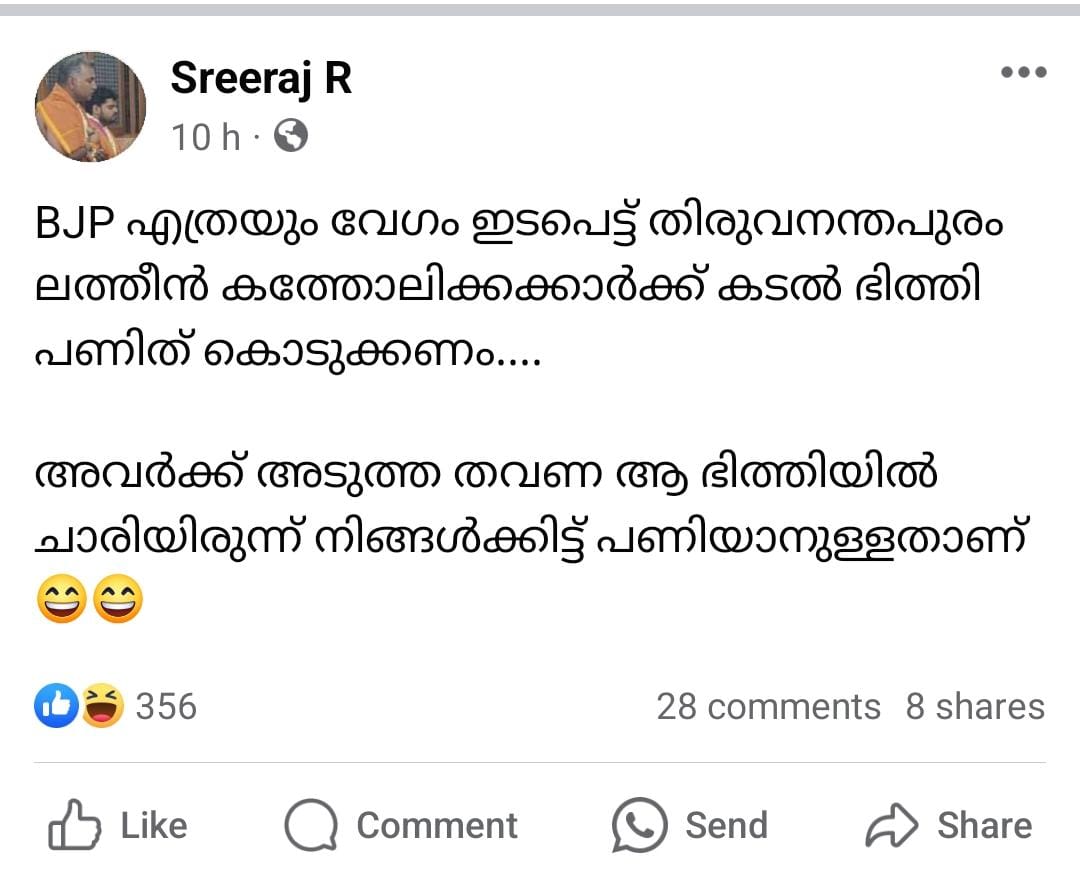 Sreeraj R
10 h ·
BJP എത്രയും വേഗം ഇടപെട്ട് തിരുവനന്തപുരം
ലത്തീൻ കത്തോലിക്കക്കാർക്ക് കടൽ ഭിത്തി
പണിത് കൊടുക്കണം....
അവർക്ക് അടുത്ത തവണ ആ ഭിത്തിയിൽ
ചാരിയിരുന്ന് നിങ്ങൾക്കിട്ട് പണിയാനുള്ളതാണ്
😄😄
356 28 comments 8 shares
Like Comment Send Share